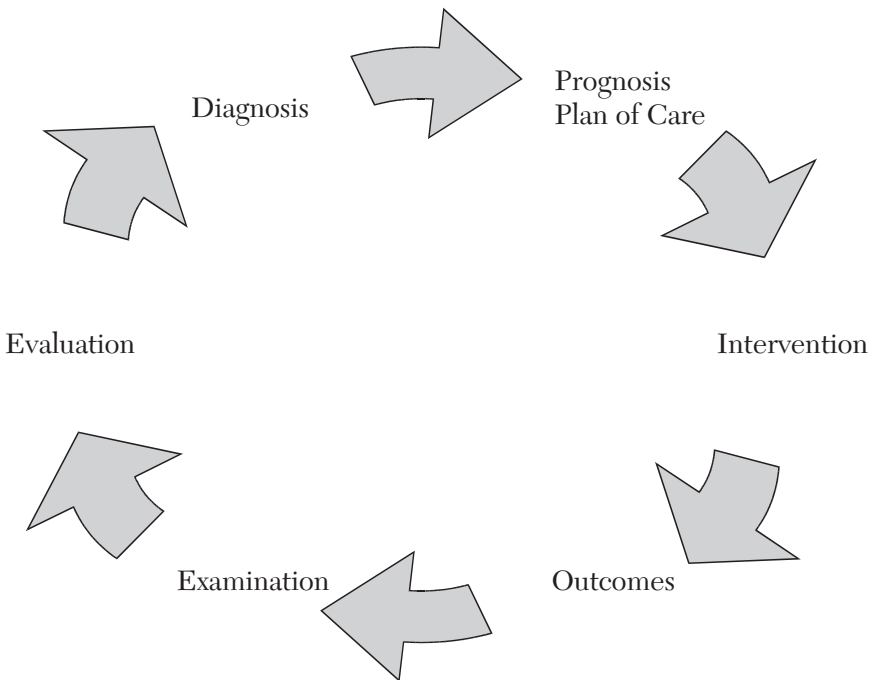 Diagnosis
Prognosis
Plan of Care
Evaluation
Intervention
Examination
Outcomes